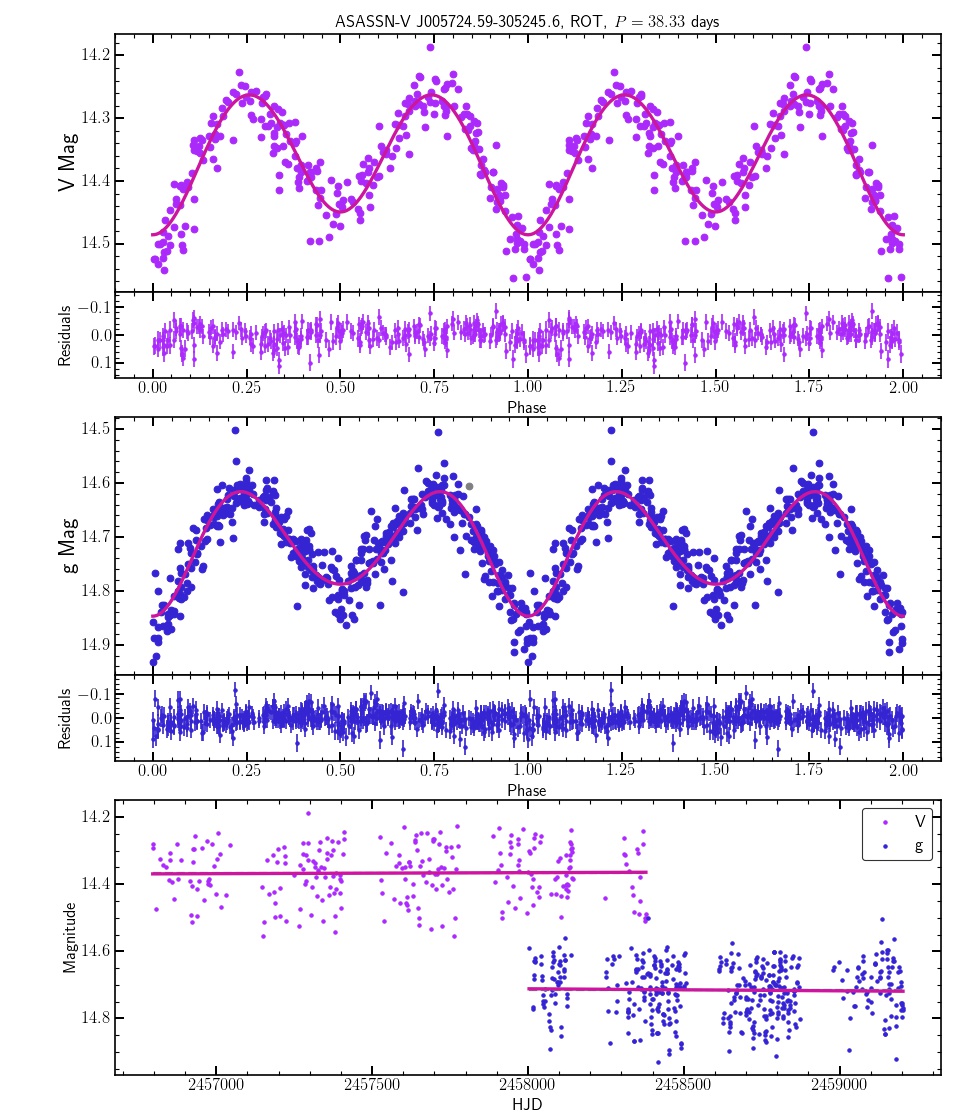 ASASSN-V J005724.59-305245.6, ROT, P = 38.33 days
14.2
14.3
14.4
14.5
V Mag
−0.1
0.0
0.1
Residuals
0.00 0.25 0.50 0.75 1.00 1.25 1.50 1.75 2.00
Phase
14.5
14.6
14.7
14.8
14.9
g Mag
−0.1
0.0
0.1
Residuals
0.00 0.25 0.50 0.75 1.00 1.25 1.50 1.75 2.00
Phase
14.2
14.4
14.6
14.8
Magnitude
V
g
2457000 2457500 2458000 2458500 2459000
HJD